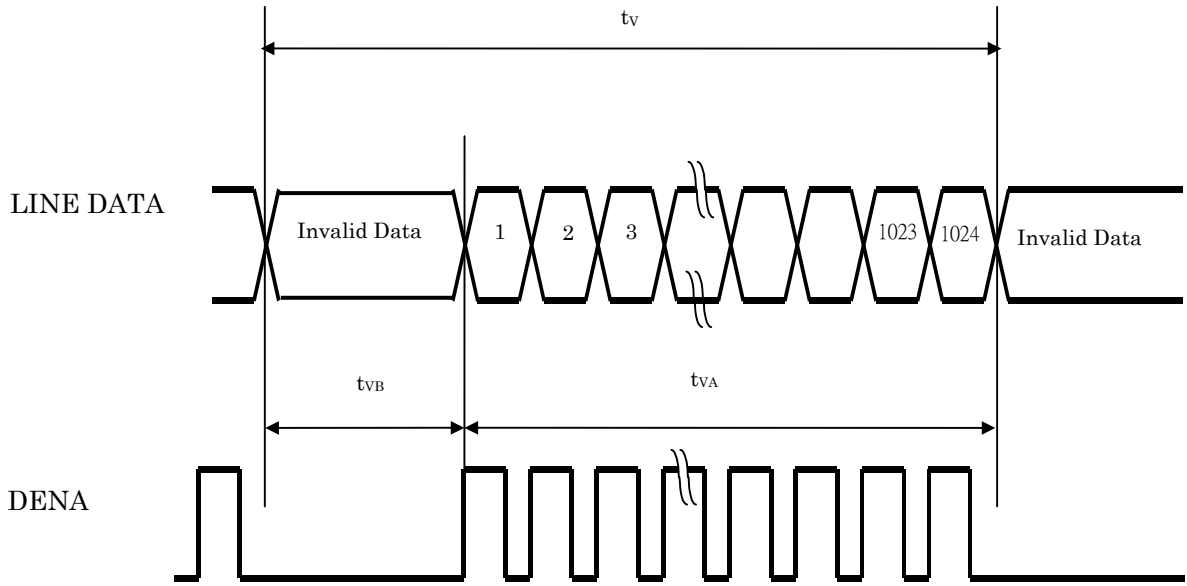 tV
LINE DATA
Invalid Data 1 2 3 1023 1024 Invalid Data
tVB tVA
DENA